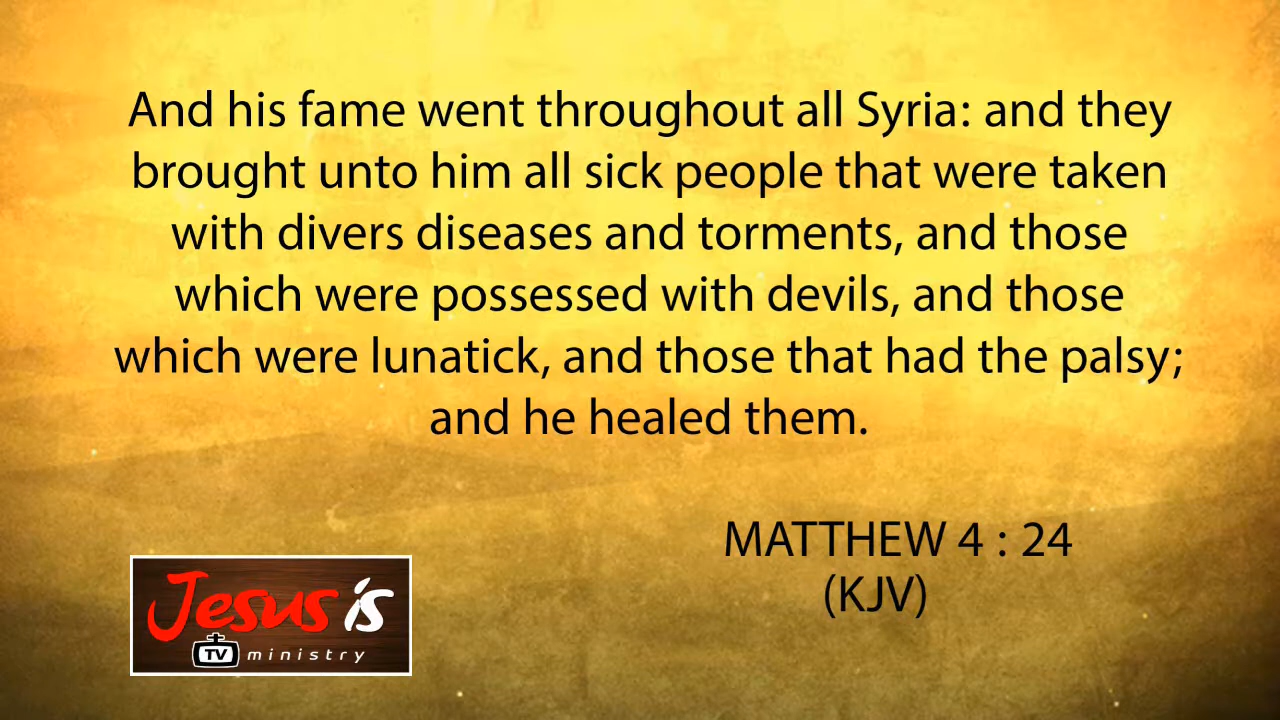 And his fame went throughout all Syria: and they
brought unto him all sick people that were taken
with divers diseases and torments, and those
which were possessed with devils, and those
which were lunatick, and those that had the palsy;
and he healed them.
MATTHEW 4 : 24
(KJV)
Jesus is
TV ministry